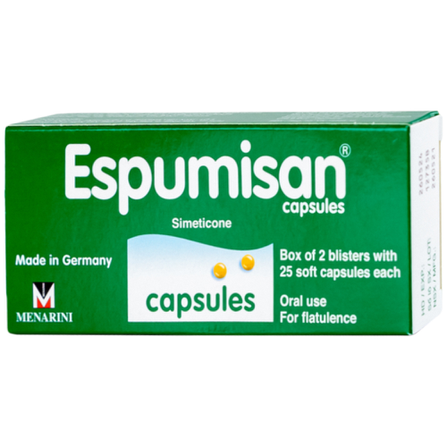 Espumisan®
capsules
Simeticone
Made in Germany
Box of 2 blisters with
25 soft capsules each
capsules
Oral use
For flatulence
MENARINI